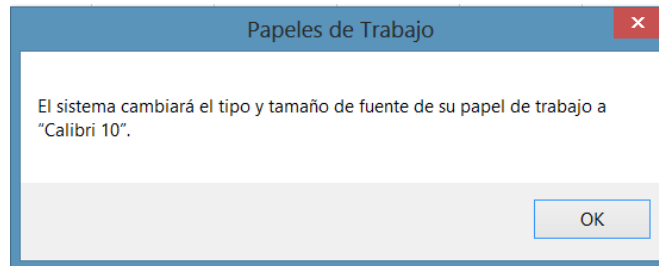 Papeles de Trabajo
El sistema cambiará el tipo y tamaño de fuente de su papel de trabajo a
“Calibri 10”.
OK